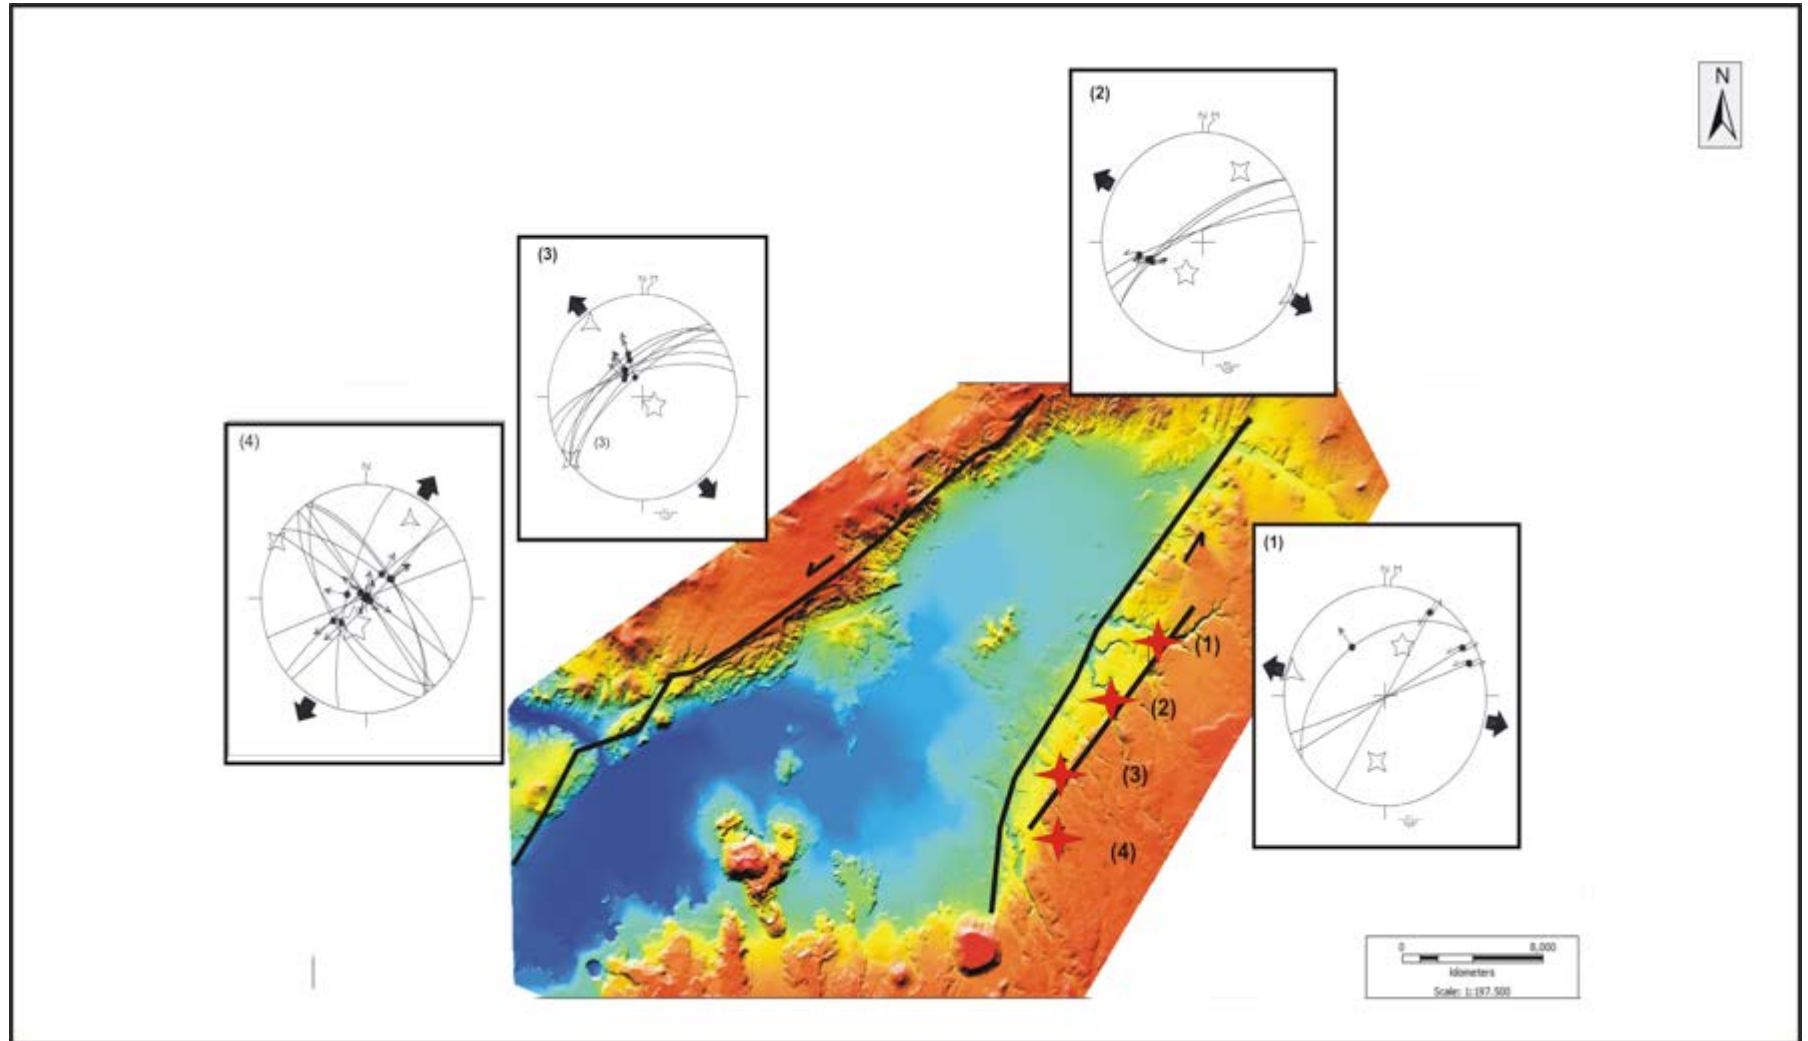 N
(2)
N M
(3)
N M
(3)
(4)
N
(1)
N M
(1)
(2)
(3)
(4)
0 8,000
kilometers
Scale: 1:197.500